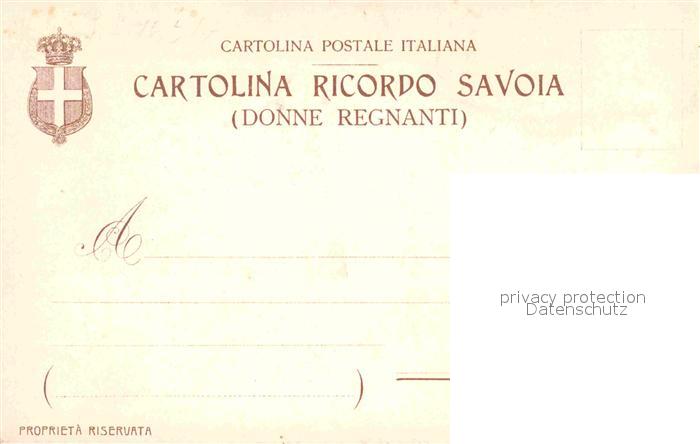 CARTOLINA POSTALE ITALIANA
CARTOLINA RICORDO SAVOIA
(DONNE REGNANTI)
A
privacy protection
Datenschutz
( )
PROPRIETÀ RISERVATA